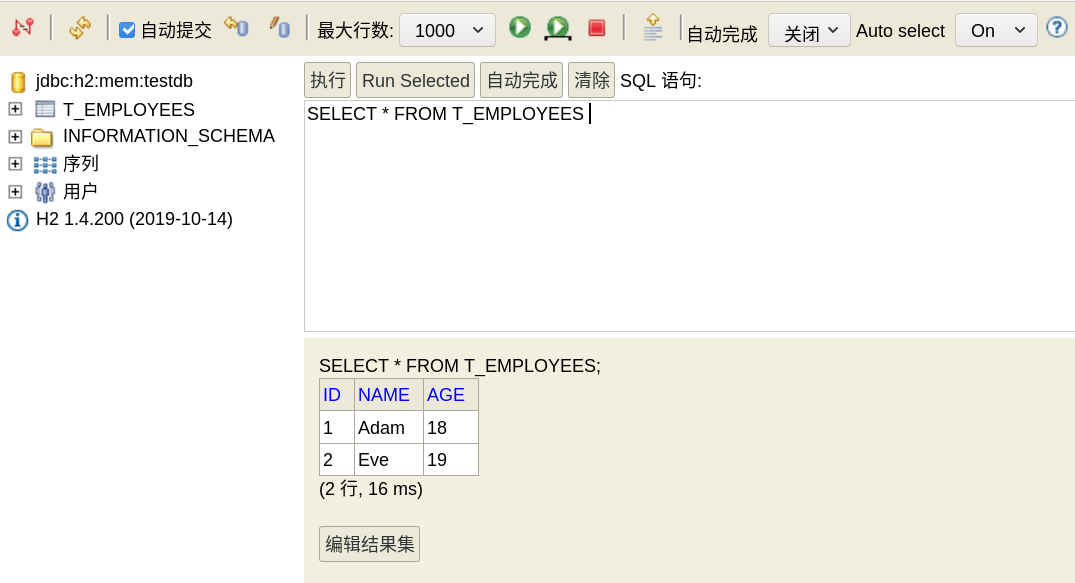 自动提交 最大行数: 1000 自动完成 关闭 Auto select On
jdbc:h2:mem:testdb
T_EMPLOYEES
INFORMATION_SCHEMA
序列
用户
H2 1.4.200 (2019-10-14)
执行 Run Selected 自动完成 清除 SQL 语句:
SELECT * FROM T_EMPLOYEES
SELECT * FROM T_EMPLOYEES;
ID NAME AGE
1 Adam 18
2 Eve 19
(2 行, 16 ms)
编辑结果集